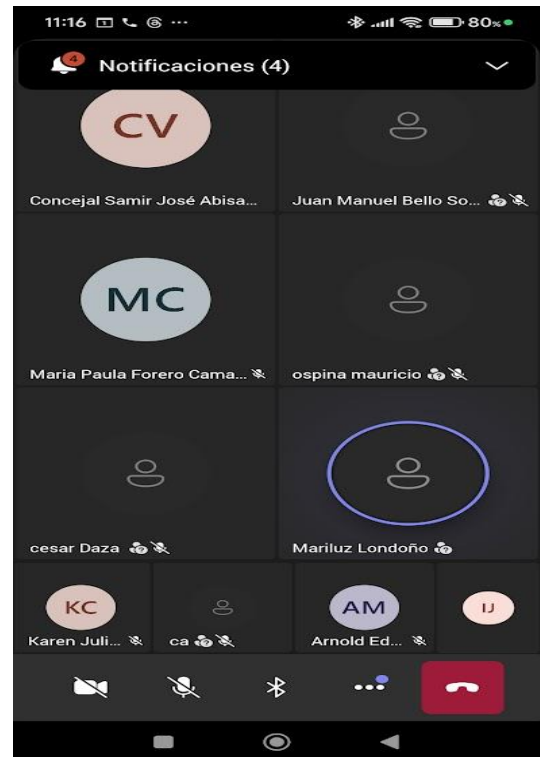 11:16
80%
4
Notificaciones (4)
CV
Concejal Samir José Abisa...
Juan Manuel Bello So...
MC
Maria Paula Forero Cama...
ospina mauricio
cesar Daza
Mariluz Londoño
KC
AM
IJ
Karen Juli...
ca
Arnold Ed...